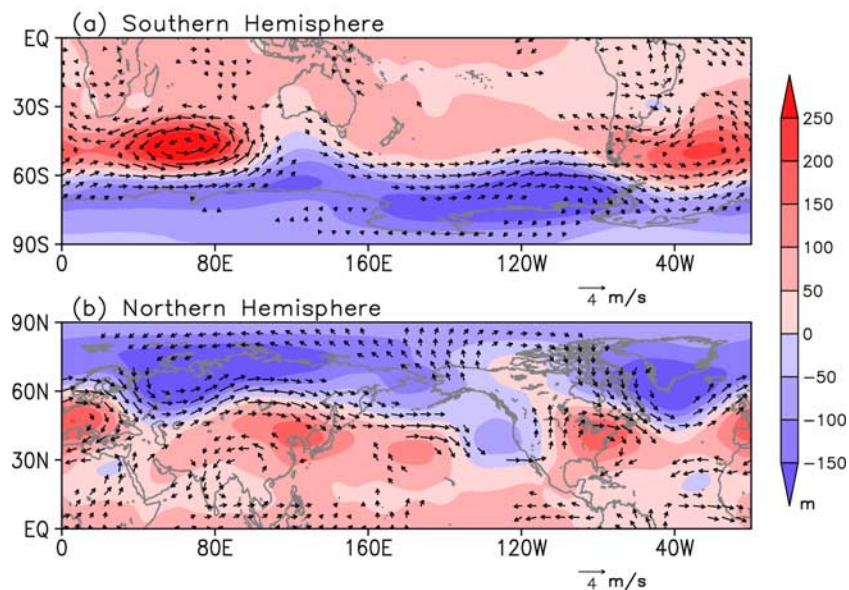 (a) Southern Hemisphere
EQ
30S
60S
90S
0 80E 160E 120W 40W
4 m/s
(b) Northern Hemisphere
90N
60N
30N
EQ
0 80E 160E 120W 40W
4 m/s
250
200
150
100
50
0
-50
-100
-150
m